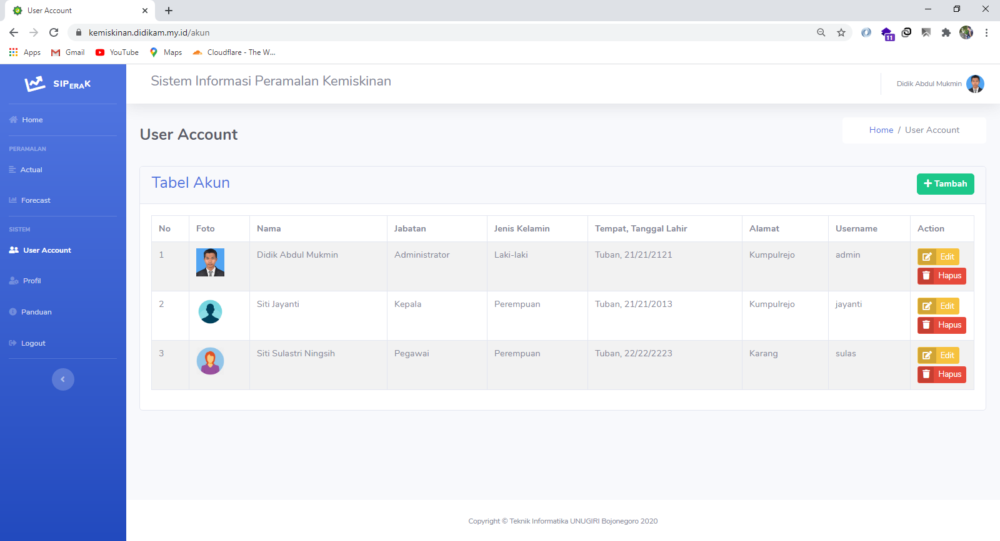 User Account
kemiskinan.didikam.my.id/akun
11
Apps Gmail YouTube Maps Cloudflare - The W...
SIPERAK
Sistem Informasi Peramalan Kemiskinan
Didik Abdul Mukmin
Home
PERAMALAN
Actual
Forecast
SISTEM
User Account
Profil
Panduan
Logout
User Account
Home / User Account
Tabel Akun
+ Tambah
No Foto Nama Jabatan Jenis Kelamin Tempat, Tanggal Lahir Alamat Username Action
1 Didik Abdul Mukmin Administrator Laki-laki Tuban, 21/21/2121 Kumpulrejo admin Edit
Hapus
2 Siti Jayanti Kepala Perempuan Tuban, 21/21/2013 Kumpulrejo jayanti Edit
Hapus
3 Siti Sulastri Ningsih Pegawai Perempuan Tuban, 22/22/2223 Karang sulas Edit
Hapus
Copyright © Teknik Informatika UNUGIRI Bojonegoro 2020